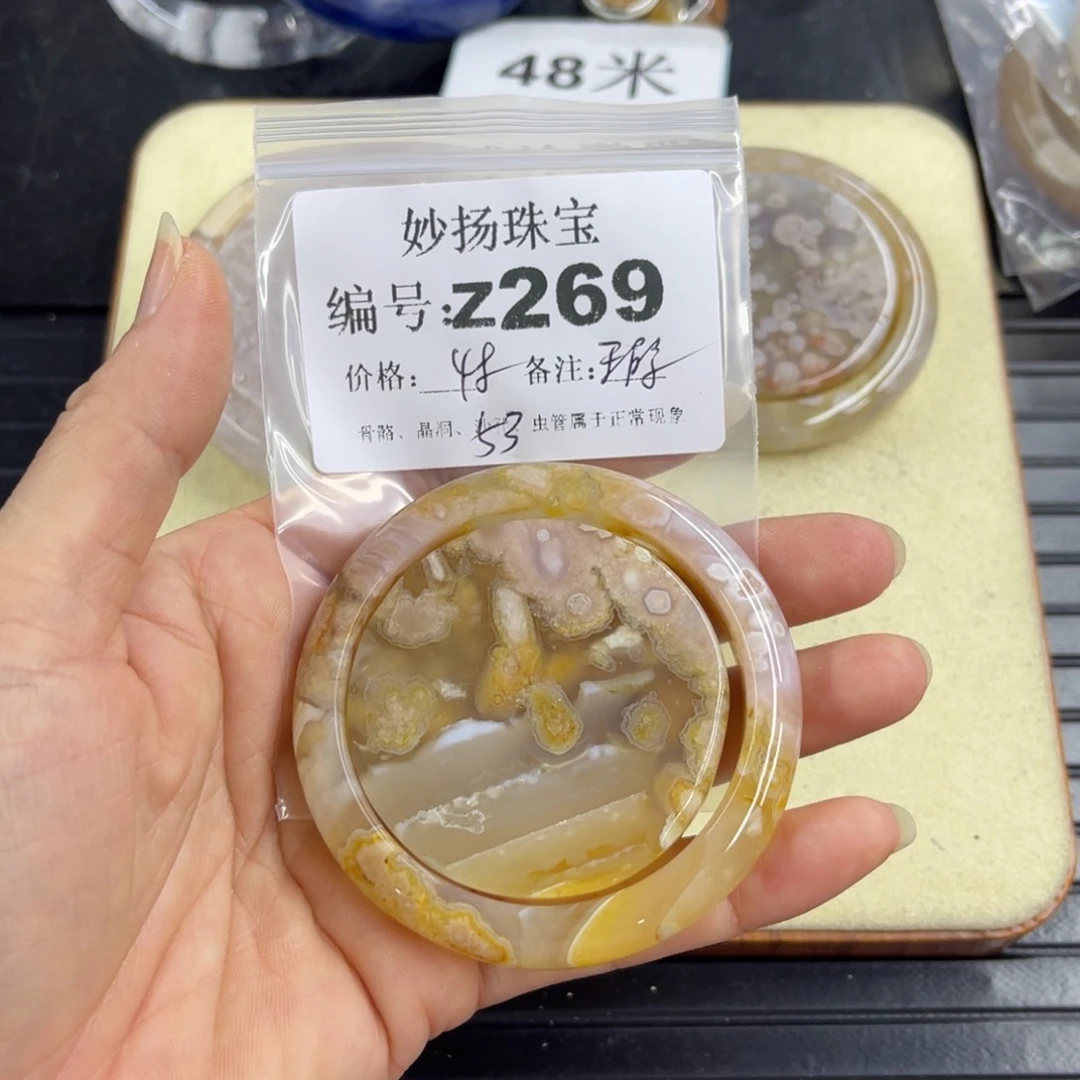 48米
妙扬珠宝
编号:z269
价格: 48 备注:
骨骼、晶洞、 虫管属于正常现象
53